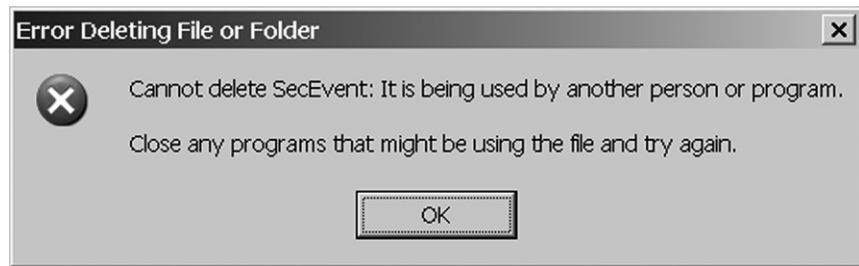 Error Deleting File or Folder
Cannot delete SecEvent: It is being used by another person or program.
Close any programs that might be using the file and try again.
OK